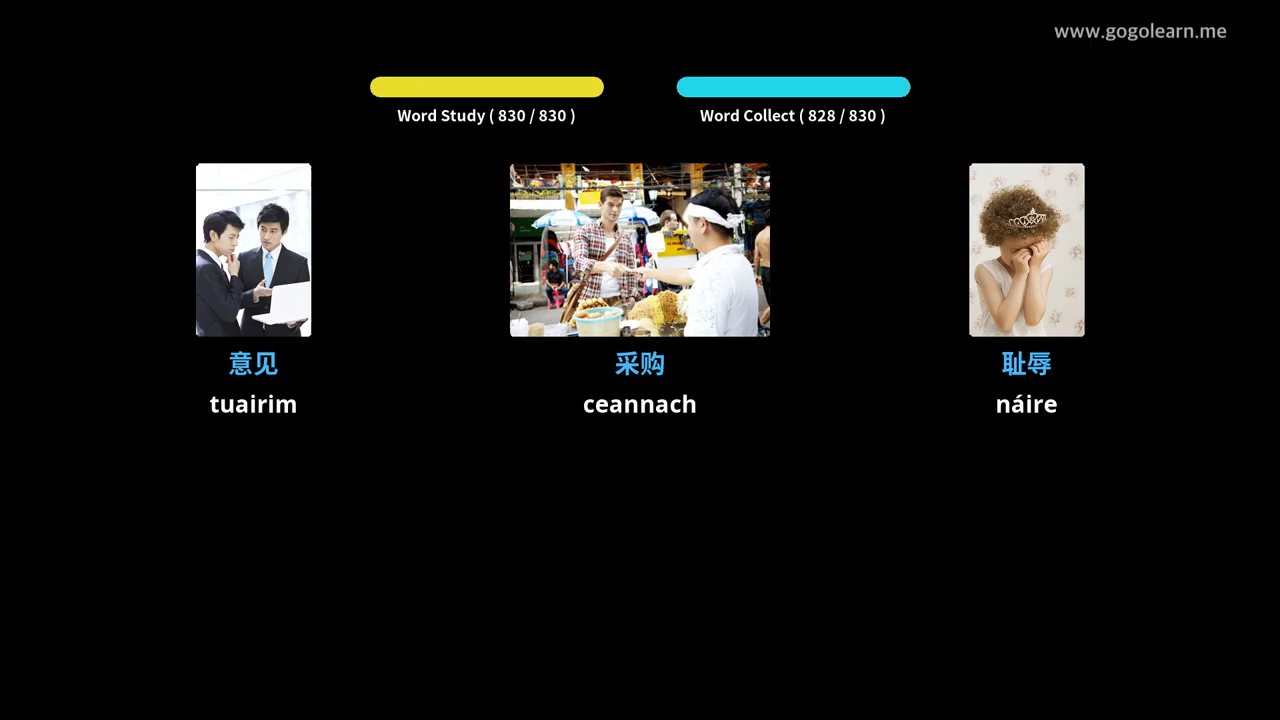 www.gogolearn.me
Word Study ( 830 / 830 )
Word Collect ( 828 / 830 )
意见
采购
耻辱
tuairim
ceannach
náire